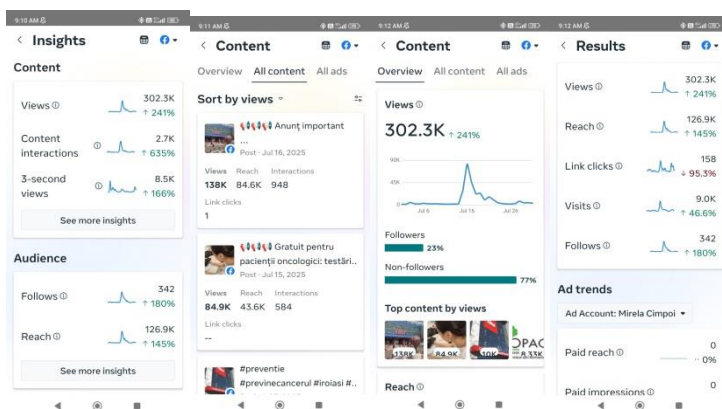 9:10 AM
Insights
Content
Views
302.3K
↑ 241%
Content
interactions
2.7K
↑ 635%
3-second
views
8.5K
↑ 166%
See more insights
Audience
Follows
342
↑ 180%
Reach
126.9K
↑ 145%
See more insights
9:11 AM
Content
Overview All content All ads
Sort by views
Anunț important
...
Post · Jul 16, 2025
Views Reach Interactions
138K 84.6K 948
Link clicks
1
Gratuit pentru
pacienții oncologici: testări..
Post · Jul 15, 2025
Views Reach Interactions
84.9K 43.6K 584
Link clicks
--
#preventie
#previnecancerul #iroiasi #..
9:12 AM
Content
Overview All content All ads
Views
302.3K ↑ 241%
90K
0
Jul 6 Jul 26
Followers
23%
Non-followers
77%
Top content by views
138K 84.9K 10K 8.33K
OPAC
Reach
9:12 AM
Results
Views
302.3K
↑ 241%
Reach
126.9K
↑ 145%
Link clicks
158
↓ 95.3%
Visits
9.0K
↑ 46.6%
Follows
342
↑ 180%
Ad trends
Ad Account: Mirela Cimpoi
Paid reach
0
-- 0%
Paid impressions
0